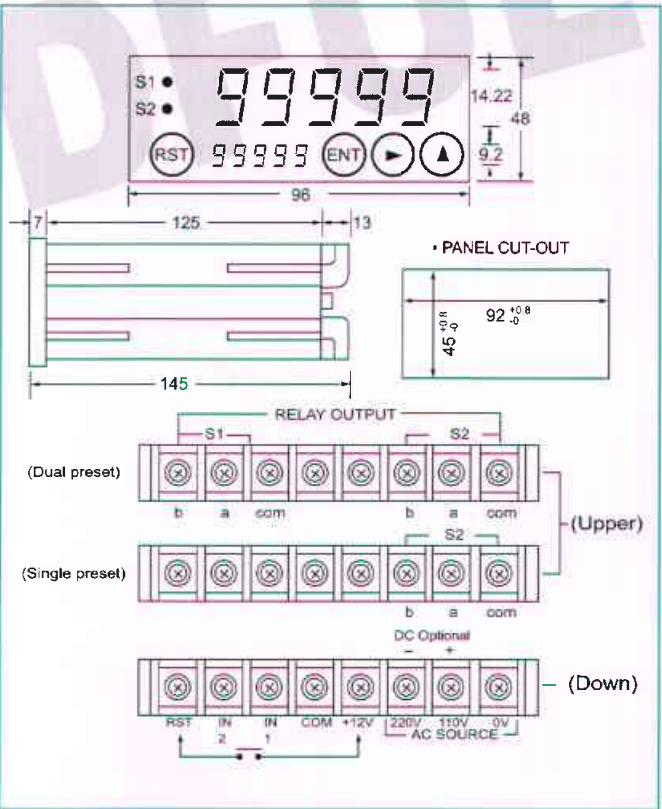 S1 ● 99999
S2 ●
14.22
48
RST 99999 ENT ► ▲
9.2
96
7 125 13
• PANEL CUT-OUT
92 +0.8 -0
45 +0.8 -0
145
RELAY OUTPUT
S1 S2
(Dual preset)
b a com b a com
(Upper)
S2
(Single preset)
b a com
DC Optional
− +
(Down)
RST IN 2 IN 1 COM +12V 220V 110V 0V
AC SOURCE